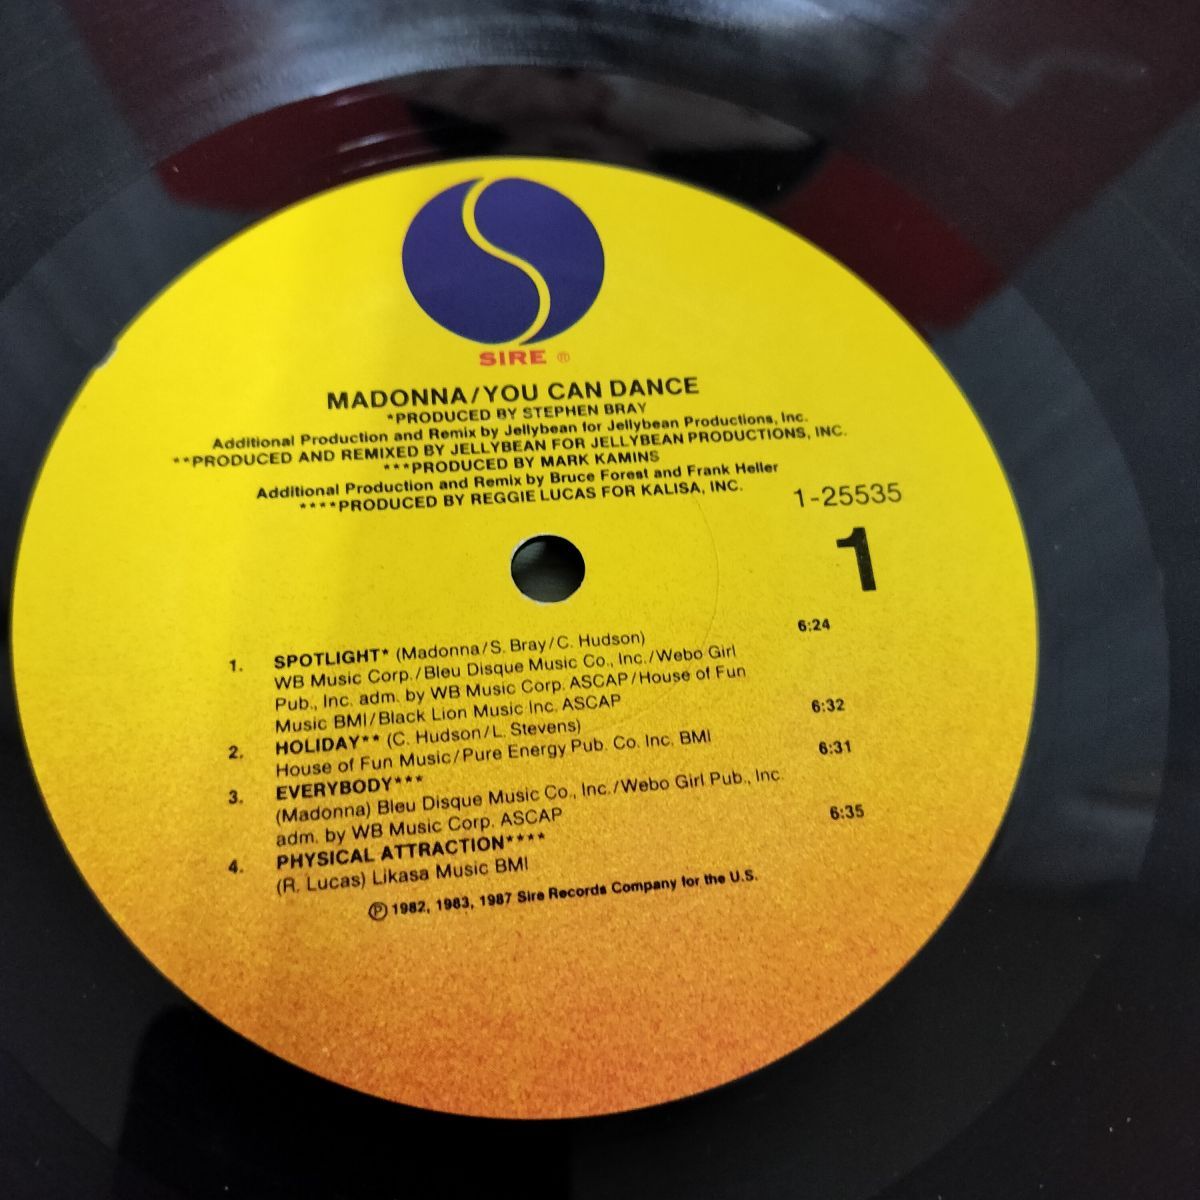 SIRE ®
MADONNA/YOU CAN DANCE
*PRODUCED BY STEPHEN BRAY
Additional Production and Remix by Jellybean for Jellybean Productions, Inc.
**PRODUCED AND REMIXED BY JELLYBEAN FOR JELLYBEAN PRODUCTIONS, INC.
***PRODUCED BY MARK KAMINS
Additional Production and Remix by Bruce Forest and Frank Heller
****PRODUCED BY REGGIE LUCAS FOR KALISA, INC.
1-25535
1
1. SPOTLIGHT* (Madonna/S. Bray/C. Hudson) 6:24
WB Music Corp./Bleu Disque Music Co., Inc./Webo Girl
Pub., Inc. adm. by WB Music Corp. ASCAP/House of Fun
Music BMI/Black Lion Music Inc. ASCAP
2. HOLIDAY** (C. Hudson/L. Stevens) 6:32
House of Fun Music/Pure Energy Pub. Co. Inc. BMI
3. EVERYBODY*** 6:31
(Madonna) Bleu Disque Music Co., Inc./Webo Girl Pub., Inc.
adm. by WB Music Corp. ASCAP
4. PHYSICAL ATTRACTION**** 6:35
(R. Lucas) Likasa Music BMI
℗ 1982, 1983, 1987 Sire Records Company for the U.S.